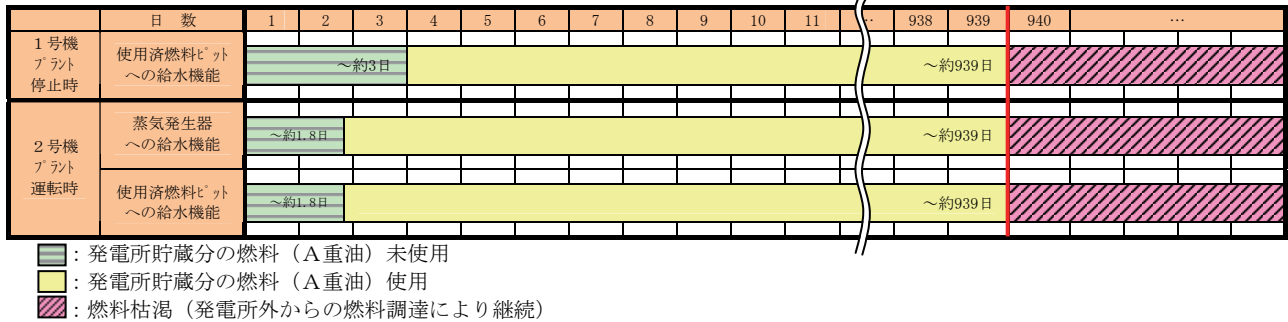 日 数 1 2 3 4 5 6 7 8 9 10 11 … 938 939 940 …
1号機
プラント
停止時
使用済燃料ピット
への給水機能
～約3日 ～約939日
2号機
プラント
運転時
蒸気発生器
への給水機能
～約1.8日 ～約939日
使用済燃料ピット
への給水機能
～約1.8日 ～約939日
：発電所貯蔵分の燃料（A重油）未使用
：発電所貯蔵分の燃料（A重油）使用
：燃料枯渇（発電所外からの燃料調達により継続）